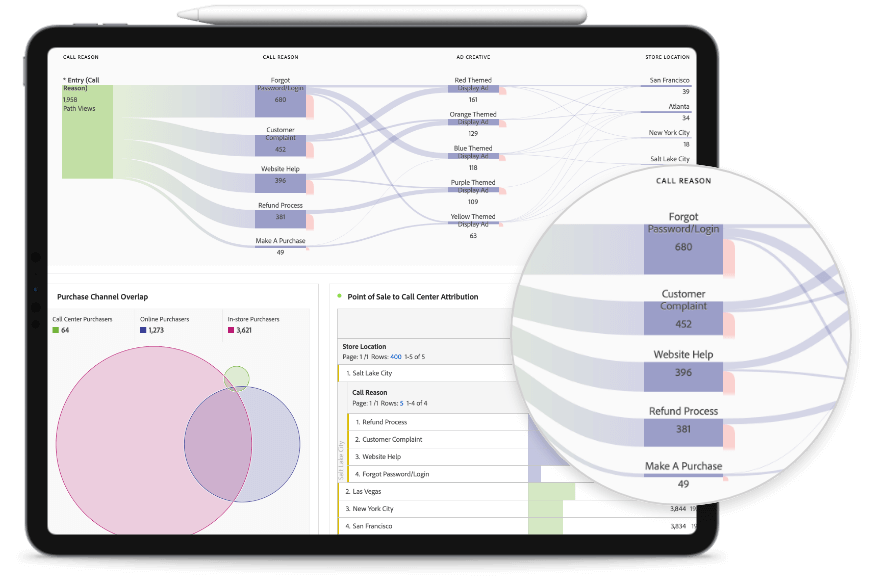 CALL REASON
CALL REASON
AD CREATIVE
STORE LOCATION
* Entry (Call
Reason)
1,958
Path Views
Forgot
Password/Login
680
Customer
Complaint
452
Website Help
396
Refund Process
381
Make A Purchase
49
Red Themed
Display Ad
161
Orange Themed
Display Ad
129
Blue Themed
Display Ad
118
Purple Themed
Display Ad
109
Yellow Themed
Display Ad
63
San Francisco
39
Atlanta
34
New York City
18
Salt Lake City
CALL REASON
Forgot
Password/Login
680
Customer
Complaint
452
Website Help
396
Refund Process
381
Make A Purchase
49
Purchase Channel Overlap
Call Center Purchasers
64
Online Purchasers
1,273
In-store Purchasers
3,621
Point of Sale to Call Center Attribution
Store Location
Page: 1 /1 Rows: 400 1-5 of 5
1. Salt Lake City
Call Reason
Page: 1 /1 Rows: 5 1-4 of 4
Salt Lake City
1. Refund Process
2. Customer Complaint
3. Website Help
4. Forgot Password/Login
2. Las Vegas
3. New York City
3,844 19
4. San Francisco
3,834 19